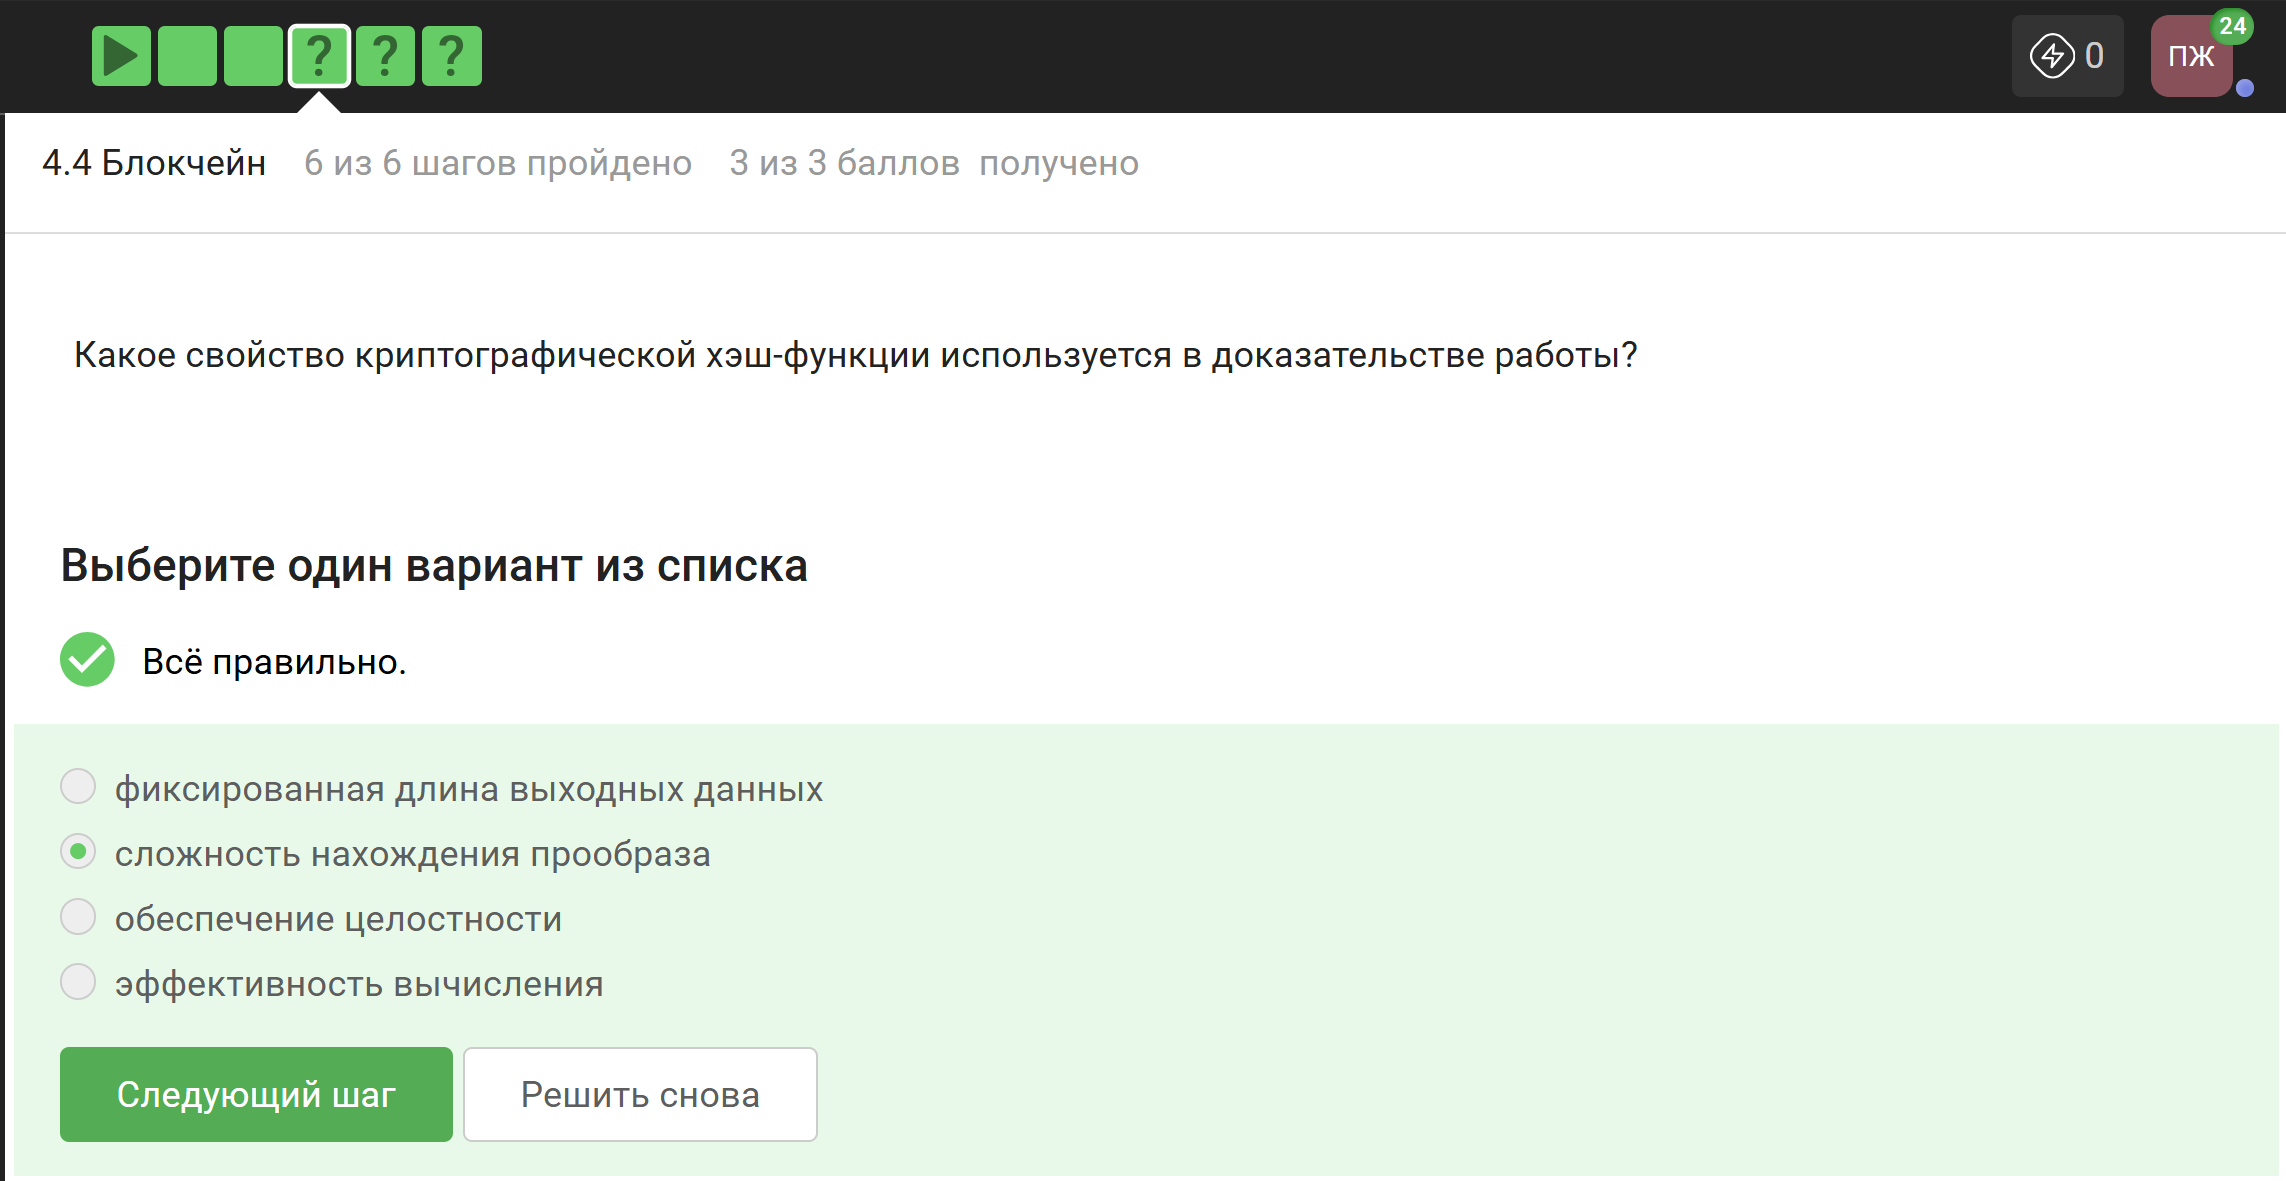 ? ? ?
0
ПЖ
24
4.4 Блокчейн 6 из 6 шагов пройдено 3 из 3 баллов получено
Какое свойство криптографической хэш-функции используется в доказательстве работы?
Выберите один вариант из списка
Всё правильно.
фиксированная длина выходных данных
сложность нахождения прообраза
обеспечение целостности
эффективность вычисления
Следующий шаг Решить снова